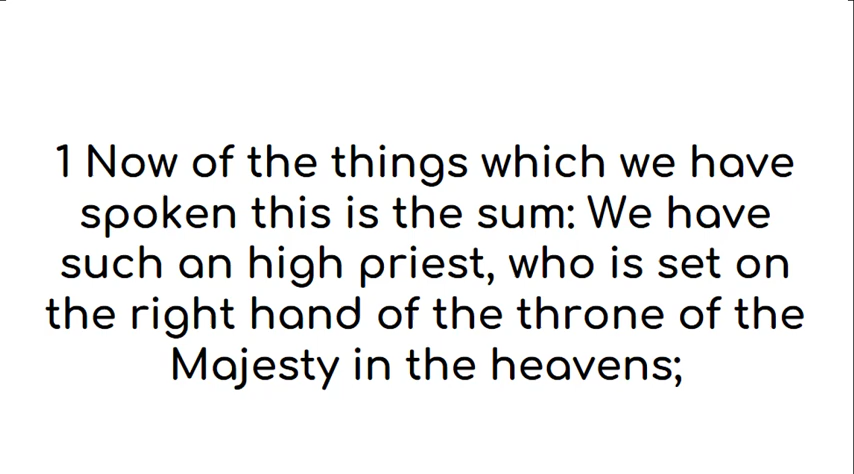 1 Now of the things which we have
spoken this is the sum: We have
such an high priest, who is set on
the right hand of the throne of the
Majesty in the heavens;